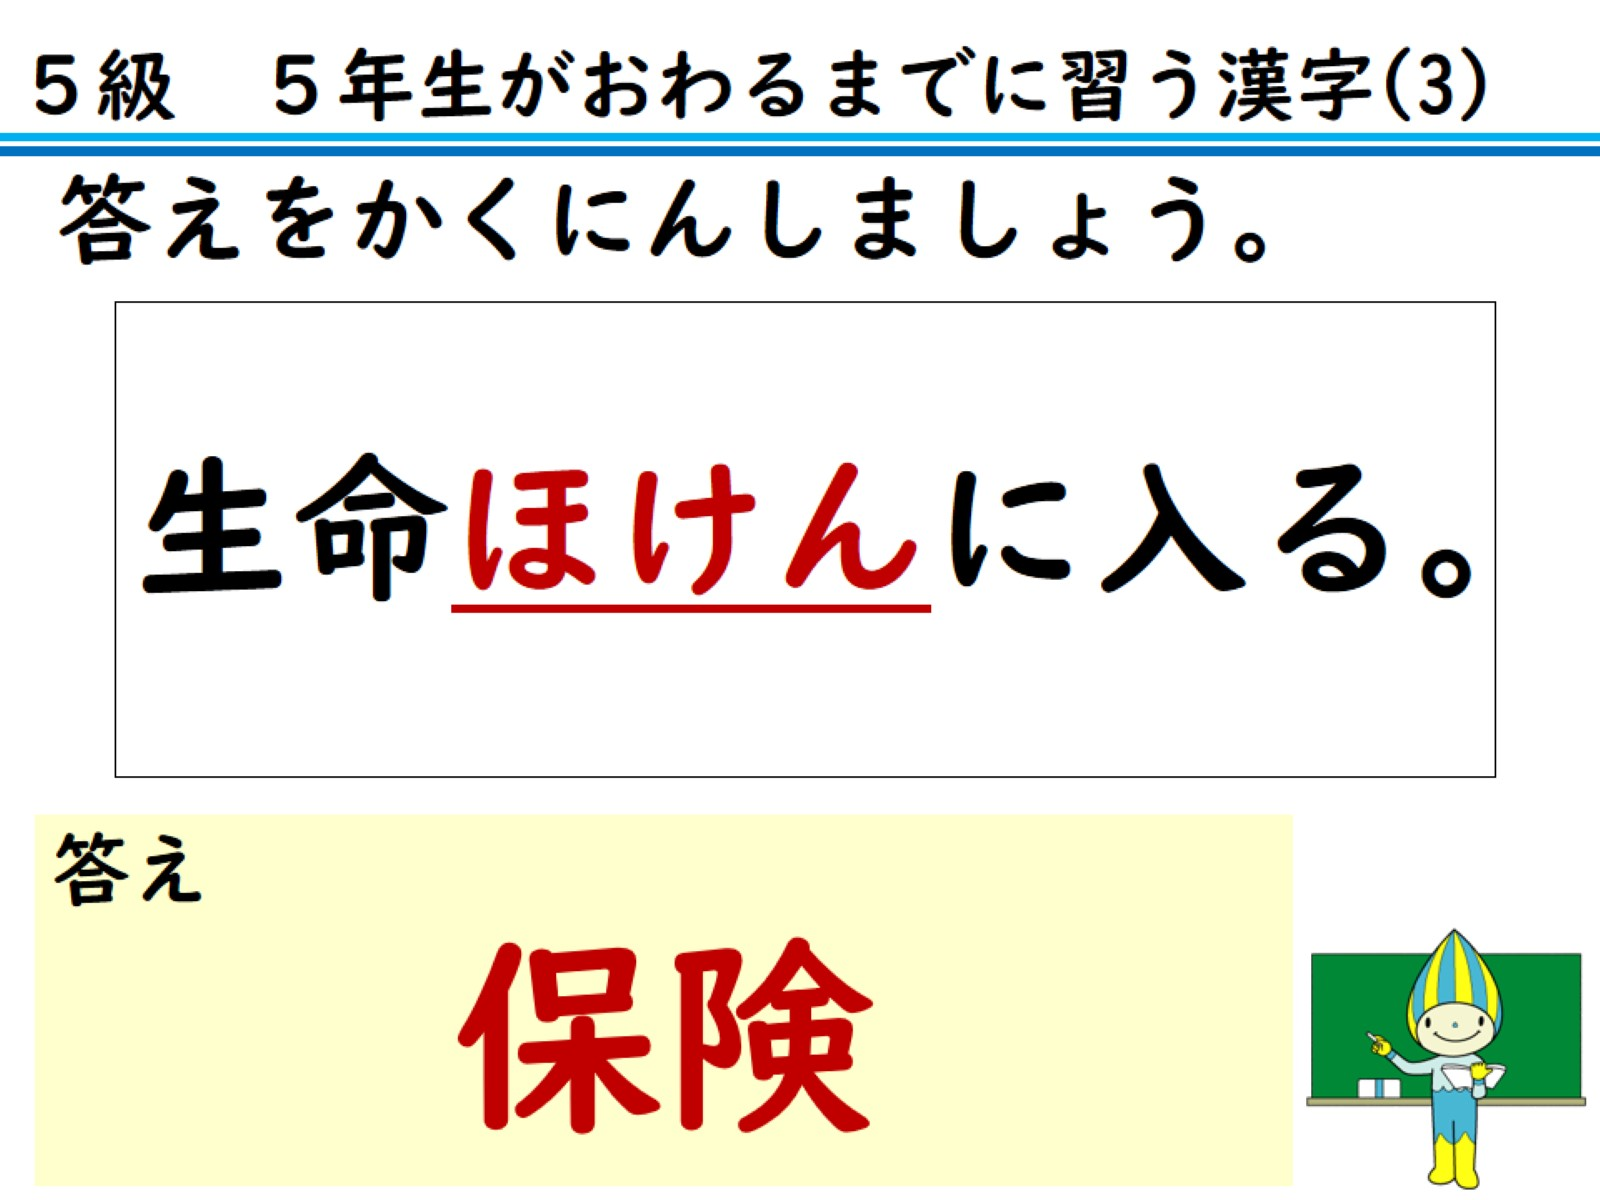 ５級　５年生がおわるまでに習う漢字(3)
答えをかくにんしましょう。
生命ほけんに入る。
答え
保険